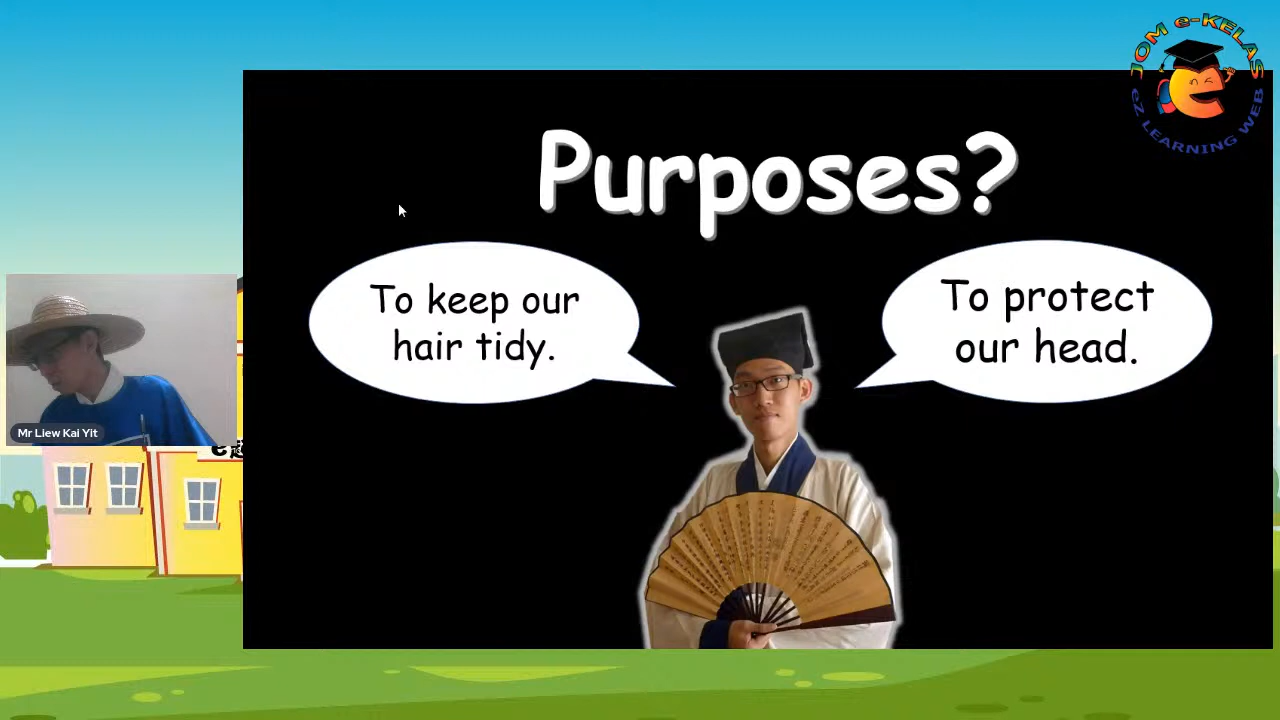 JOM e-KELAS
eZ LEARNING WEB
Purposes?
To keep our
hair tidy.
To protect
our head.
Mr Liew Kai Yit